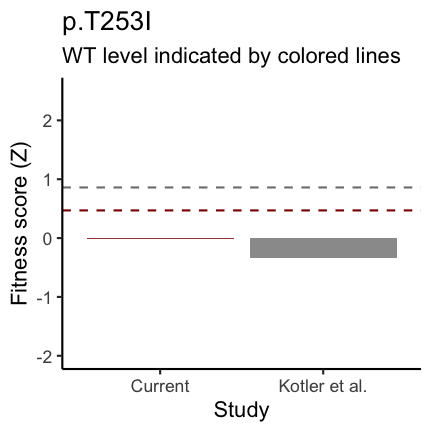 p.T253I
WT level indicated by colored lines
Fitness score (Z)
2
1
0
-1
-2
Current
Kotler et al.
Study